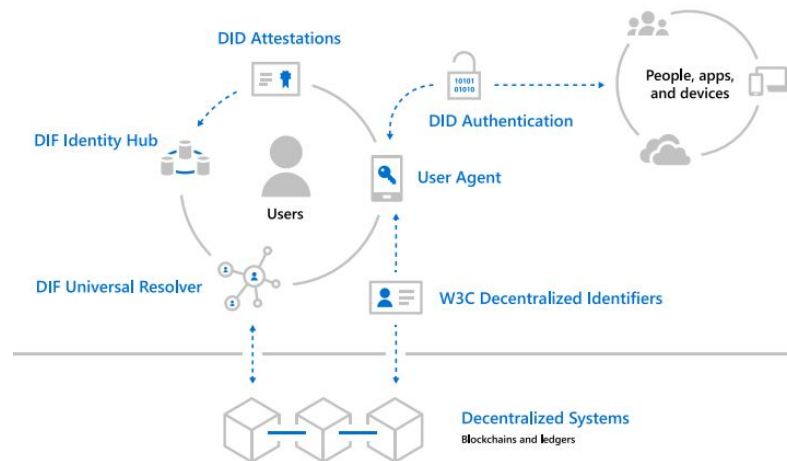 DID Attestations
10101
01010
People, apps,
and devices
DID Authentication
DIF Identity Hub
User Agent
Users
DIF Universal Resolver
W3C Decentralized Identifiers
Decentralized Systems
Blockchains and ledgers